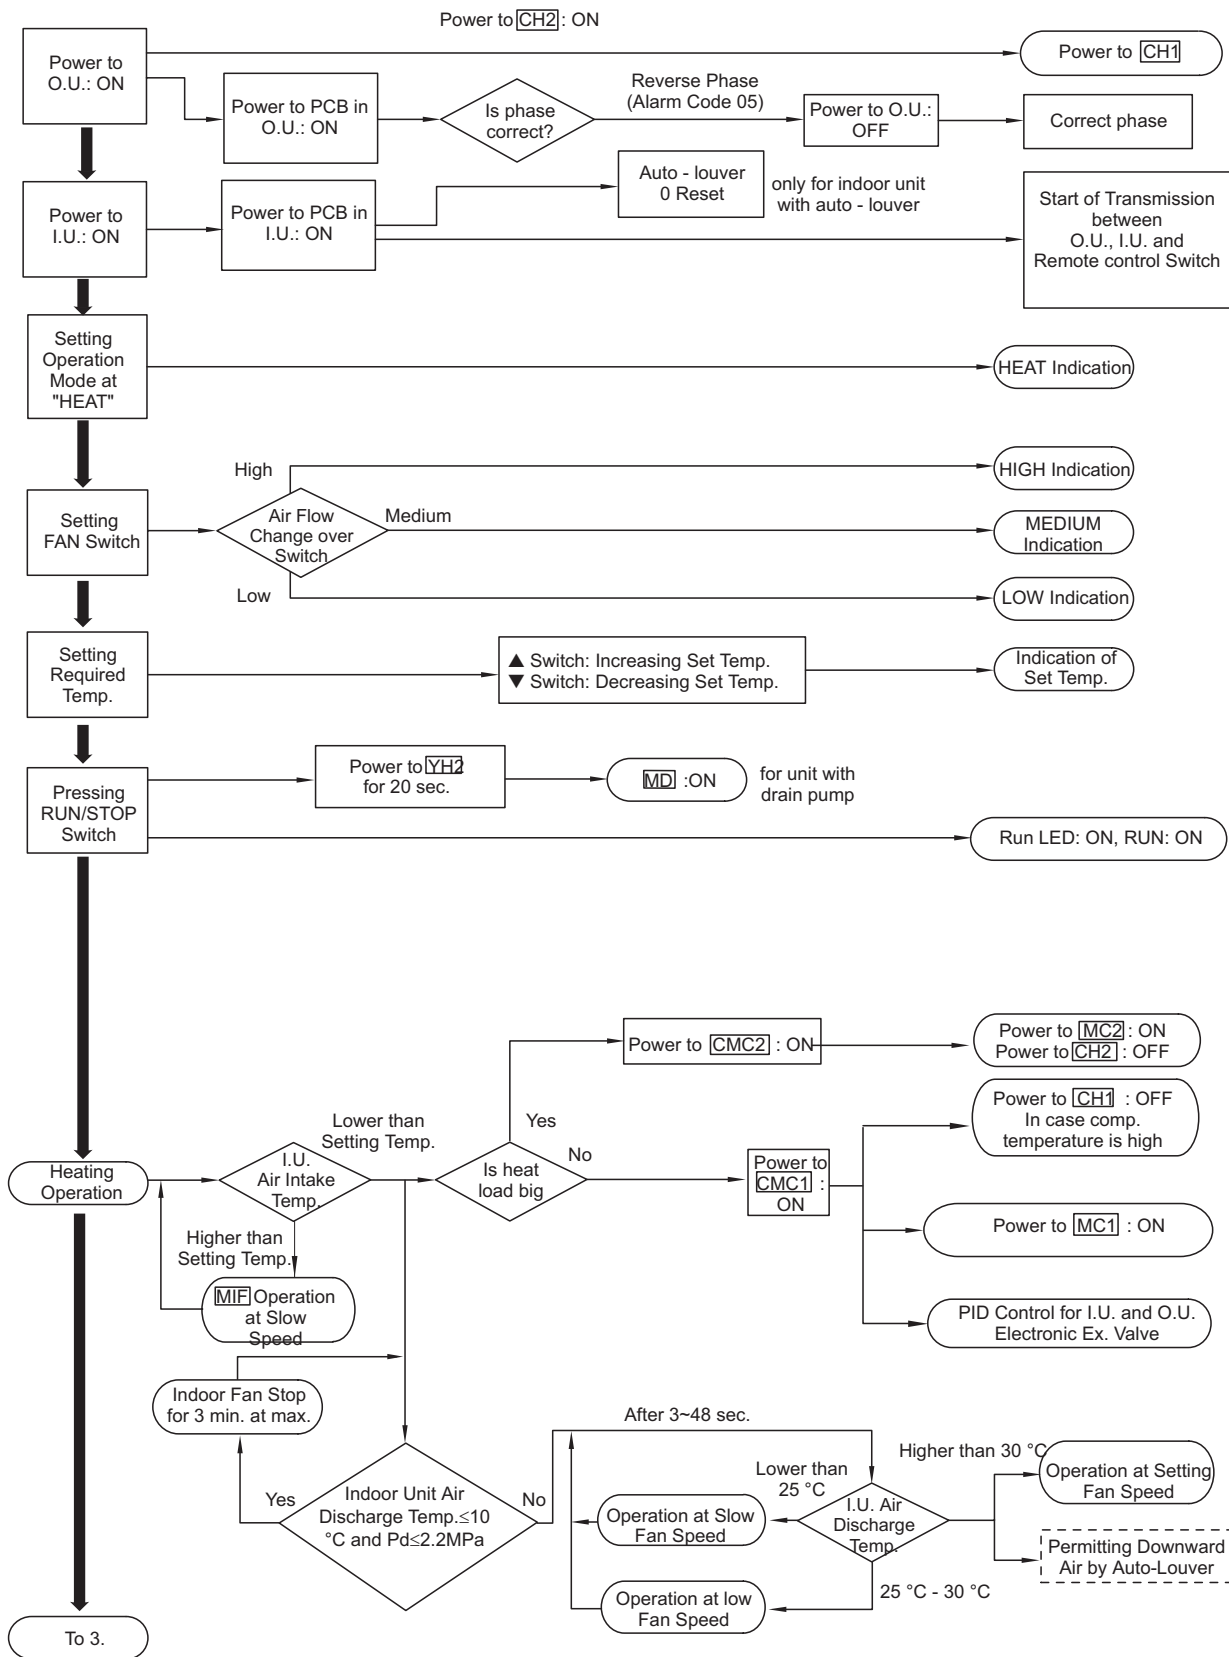 Power to CH2 : ON
Power to
O.U.: ON
Power to CH1
Power to PCB in
O.U.: ON
Is phase
correct?
Reverse Phase
(Alarm Code 05)
Power to O.U.:
OFF
Correct phase
Power to
I.U.: ON
Power to PCB in
I.U.: ON
Auto - louver
0 Reset
only for indoor unit
with auto - louver
Start of Transmission
between
O.U., I.U. and
Remote control Switch
Setting
Operation
Mode at
"HEAT"
HEAT Indication
Setting
FAN Switch
High
Air Flow
Change over
Switch
Medium
Low
HIGH Indication
MEDIUM
Indication
LOW Indication
Setting
Required
Temp.
▲ Switch: Increasing Set Temp.
▼ Switch: Decreasing Set Temp.
Indication of
Set Temp.
Pressing
RUN/STOP
Switch
Power to YH2
for 20 sec.
MD :ON
for unit with
drain pump
Run LED: ON, RUN: ON
Power to CMC2 : ON
Power to MC2 : ON
Power to CH2 : OFF
Heating
Operation
I.U.
Air Intake
Temp.
Lower than
Setting Temp.
Is heat
load big
Yes
No
Power to
CMC1 :
ON
Power to CH1 : OFF
In case comp.
temperature is high
Power to MC1 : ON
PID Control for I.U. and O.U.
Electronic Ex. Valve
Higher than
Setting Temp.
MIF Operation
at Slow
Speed
Indoor Fan Stop
for 3 min. at max.
Yes
Indoor Unit Air
Discharge Temp.≤10
°C and Pd≤2.2MPa
No
After 3~48 sec.
Lower than
25 °C
I.U. Air
Discharge
Temp.
Higher than 30 °C
Operation at Setting
Fan Speed
Operation at Slow
Fan Speed
Permitting Downward
Air by Auto-Louver
25 °C - 30 °C
Operation at low
Fan Speed
To 3.